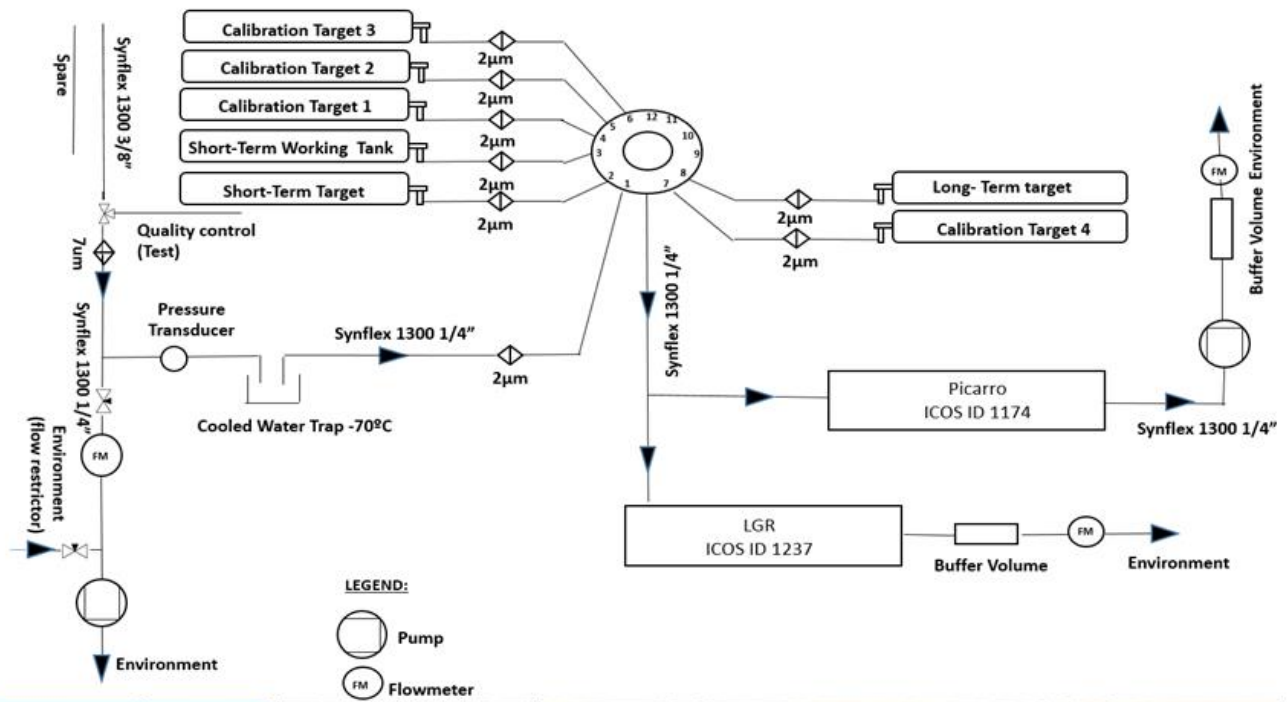 Spare
Synflex 1300 3/8"
Calibration Target 3
2μm
Calibration Target 2
2μm
Calibration Target 1
2μm
Short-Term Working Tank
2μm
Short-Term Target
2μm
6 12 11
5 10
4
3 9
2 8
1 7
Long- Term target
2μm
Calibration Target 4
2μm
Quality control
(Test)
7um
Synflex 1300 1/4"
Pressure
Transducer
Synflex 1300 1/4"
2μm
Cooled Water Trap -70ºC
FM
Environment
(flow restrictor)
Environment
Synflex 1300 1/4"
Picarro
ICOS ID 1174
Synflex 1300 1/4"
Buffer Volume Environment
FM
LGR
ICOS ID 1237
Buffer Volume
FM
Environment
LEGEND:
Pump
FM
Flowmeter